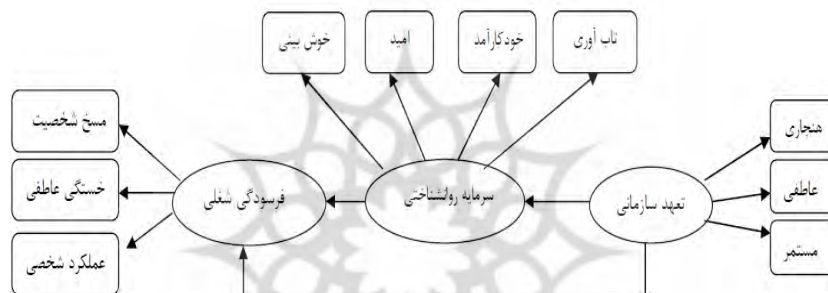 تاب آوری
خودکارآمد
امید
خوش بینی
هنجاری
عاطفی
مستمر
تعهد سازمانی
سرمایه روانشناختی
فرسودگی شغلی
مسخ شخصیت
خستگی عاطفی
عملکرد شخصی